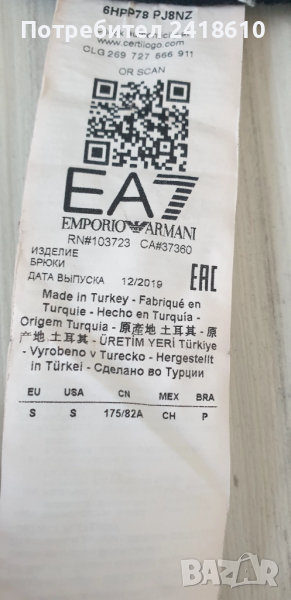 Потребител 2418610
6HPP78 PJ8NZ
www.certilogo.com
CLG 269 727 566 911
OR SCAN
EA7
EMPORIO ARMANI
RN#103723 CA#37360
ИЗДЕЛИЕ
БРЮКИ
ДАТА ВЫПУСКА 12/2019
EAC
Made in Turkey - Fabriqué en
Turquie - Hecho en Turquía -
Origem Turquia - 原産地 土耳其 - 原
产地 土耳其 - ÜRETİM YERİ Türkiye
- Vyrobeno v Turecko - Hergestellt
in Türkei - Сделано во Турции
EU USA CN MEX BRA
S S 175/82A CH P
BAZAR